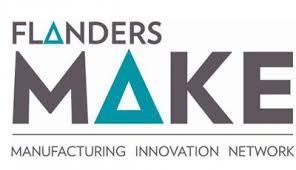 FLANDERS
MAKE
MANUFACTURING INNOVATION NETWORK